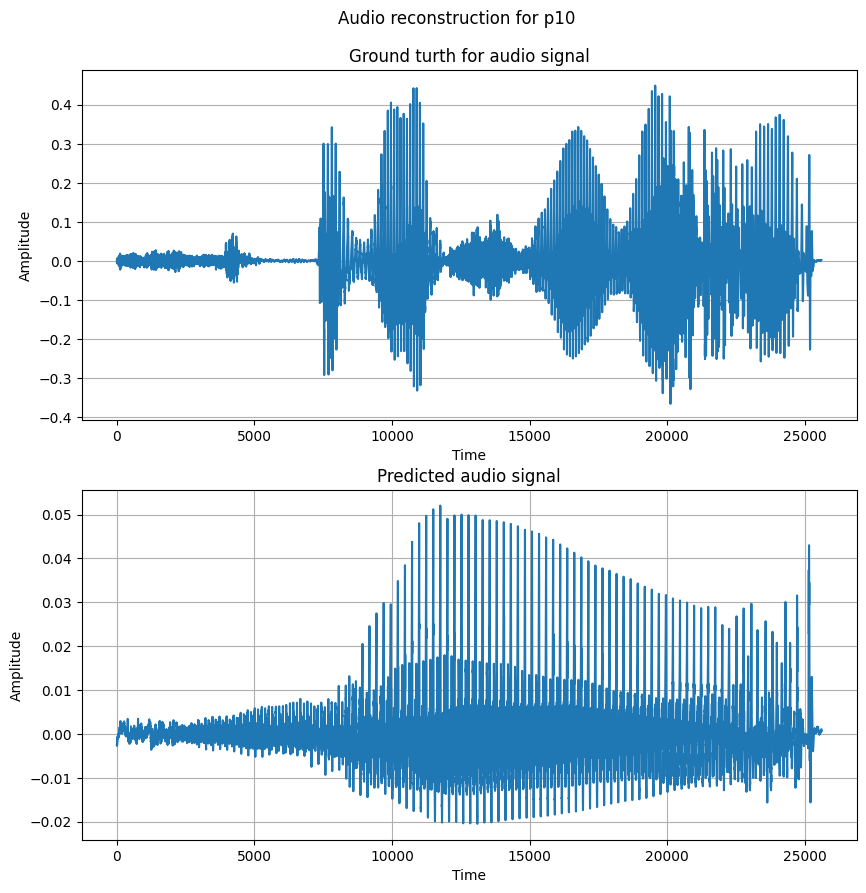 Audio reconstruction for p10
Ground turth for audio signal
0.4
0.3
0.2
0.1
0.0
−0.1
−0.2
−0.3
−0.4
Amplitude
0 5000 10000 15000 20000 25000
Time
Predicted audio signal
0.05
0.04
0.03
0.02
0.01
0.00
−0.01
−0.02
Amplitude
0 5000 10000 15000 20000 25000
Time